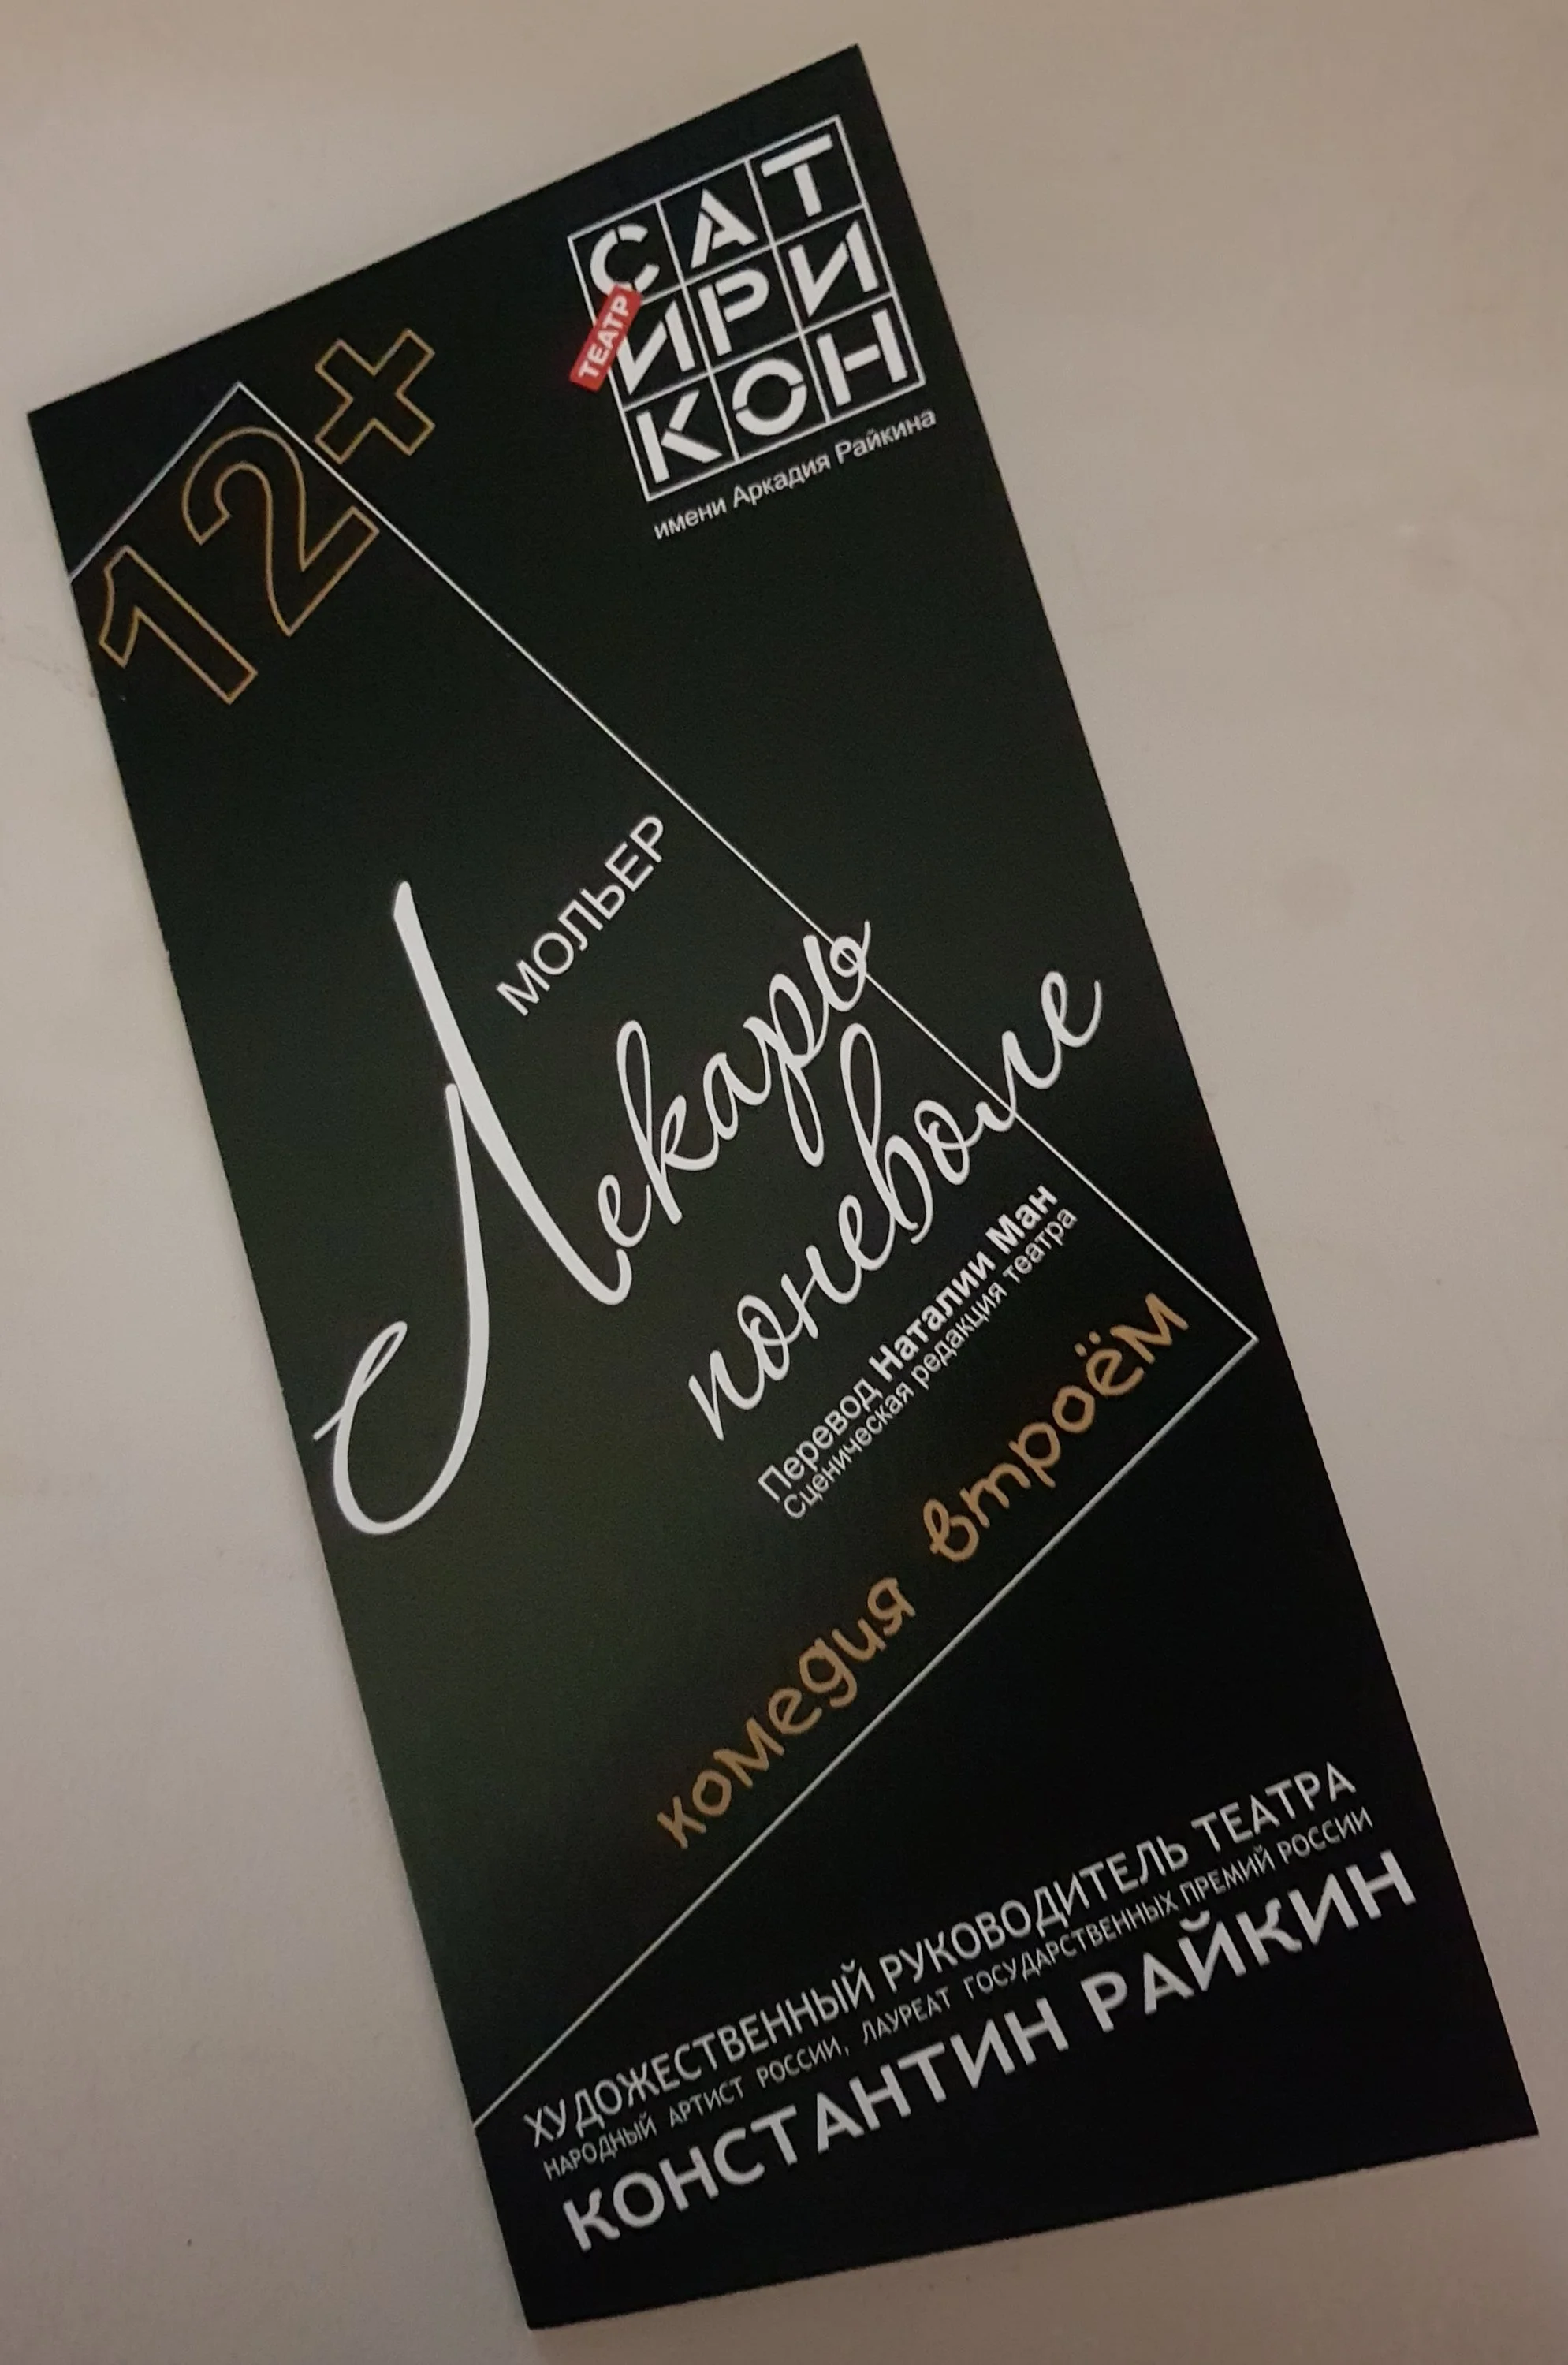 12+
ТЕАТР
САТ
ИРИ
КОН
имени Аркадия Райкина
МОЛЬЕР
Лекарь
поневоле
Перевод Наталии Ман
Сценическая редакция театра
комедия втроём
ХУДОЖЕСТВЕННЫЙ РУКОВОДИТЕЛЬ ТЕАТРА
НАРОДНЫЙ АРТИСТ РОССИИ, ЛАУРЕАТ ГОСУДАРСТВЕННЫХ ПРЕМИЙ РОССИИ
КОНСТАНТИН РАЙКИН